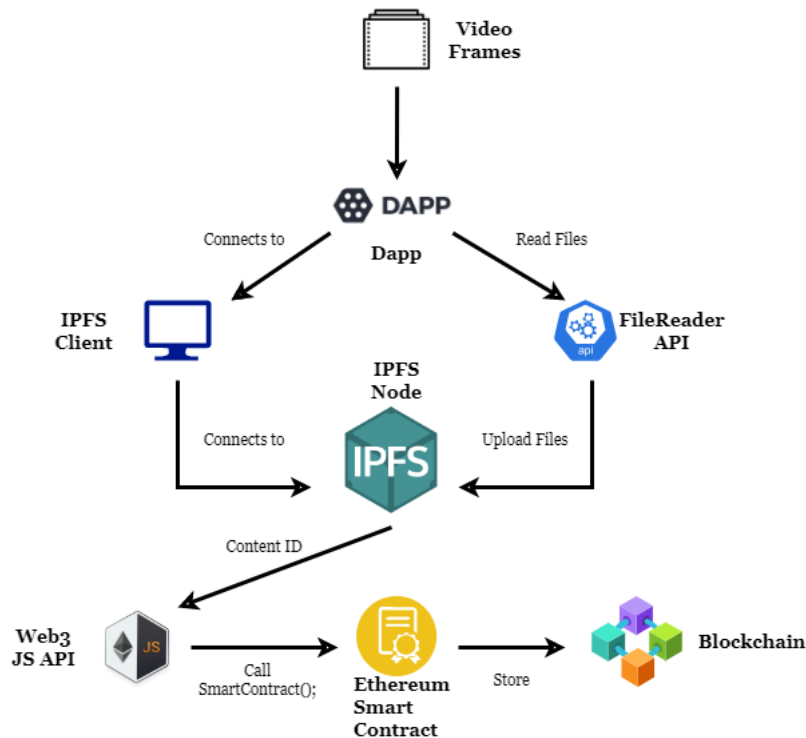 Video
Frames
DAPP
Dapp
Connects to
Read Files
IPFS
Client
api
FileReader
API
IPFS
Node
IPFS
Connects to
Upload Files
Content ID
Web3
JS API
JS
Call
SmartContract();
Ethereum
Smart
Contract
Store
Blockchain